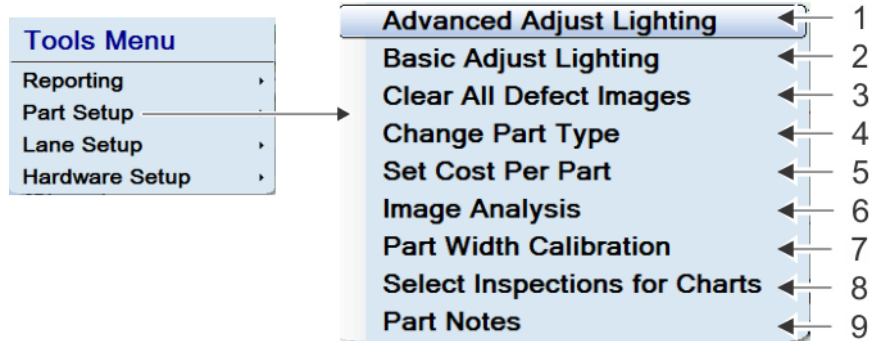 Tools Menu
Reporting
Part Setup
Lane Setup
Hardware Setup
Advanced Adjust Lighting 1
Basic Adjust Lighting 2
Clear All Defect Images 3
Change Part Type 4
Set Cost Per Part 5
Image Analysis 6
Part Width Calibration 7
Select Inspections for Charts 8
Part Notes 9